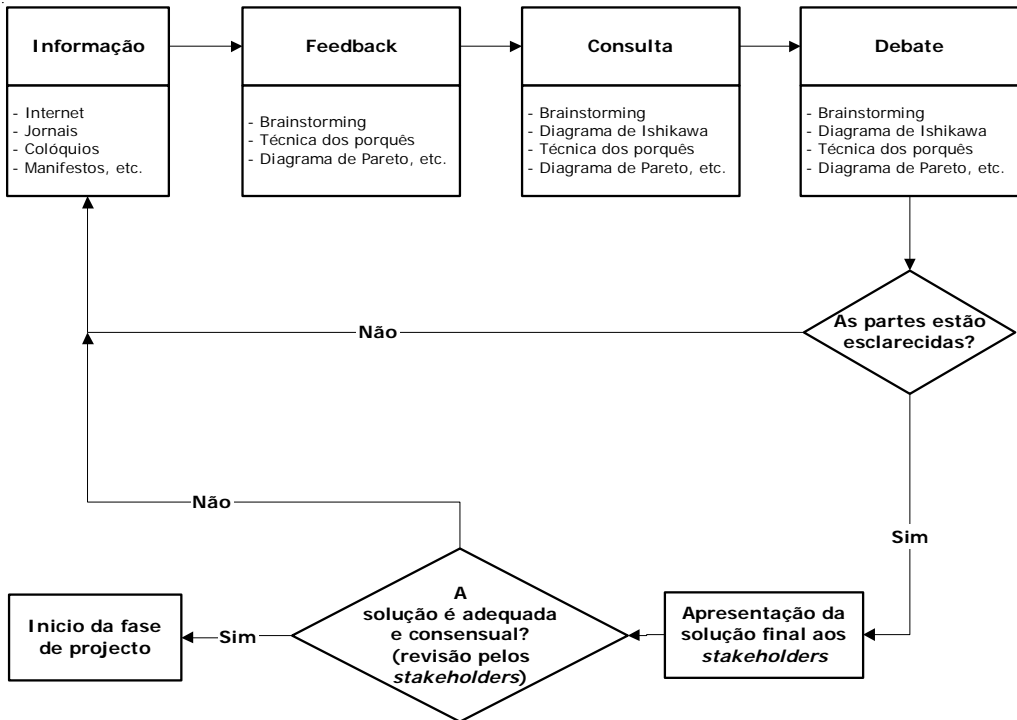 Informação
- Internet
- Jornais
- Colóquios
- Manifestos, etc.
Feedback
- Brainstorming
- Técnica dos porquês
- Diagrama de Pareto, etc.
Consulta
- Brainstorming
- Diagrama de Ishikawa
- Técnica dos porquês
- Diagrama de Pareto, etc.
Debate
- Brainstorming
- Diagrama de Ishikawa
- Técnica dos porquês
- Diagrama de Pareto, etc.
As partes estão
esclarecidas?
Não
Sim
Apresentação da
solução final aos
stakeholders
A
solução é adequada
e consensual?
(revisão pelos
stakeholders)
Não
Sim
Inicio da fase
de projecto